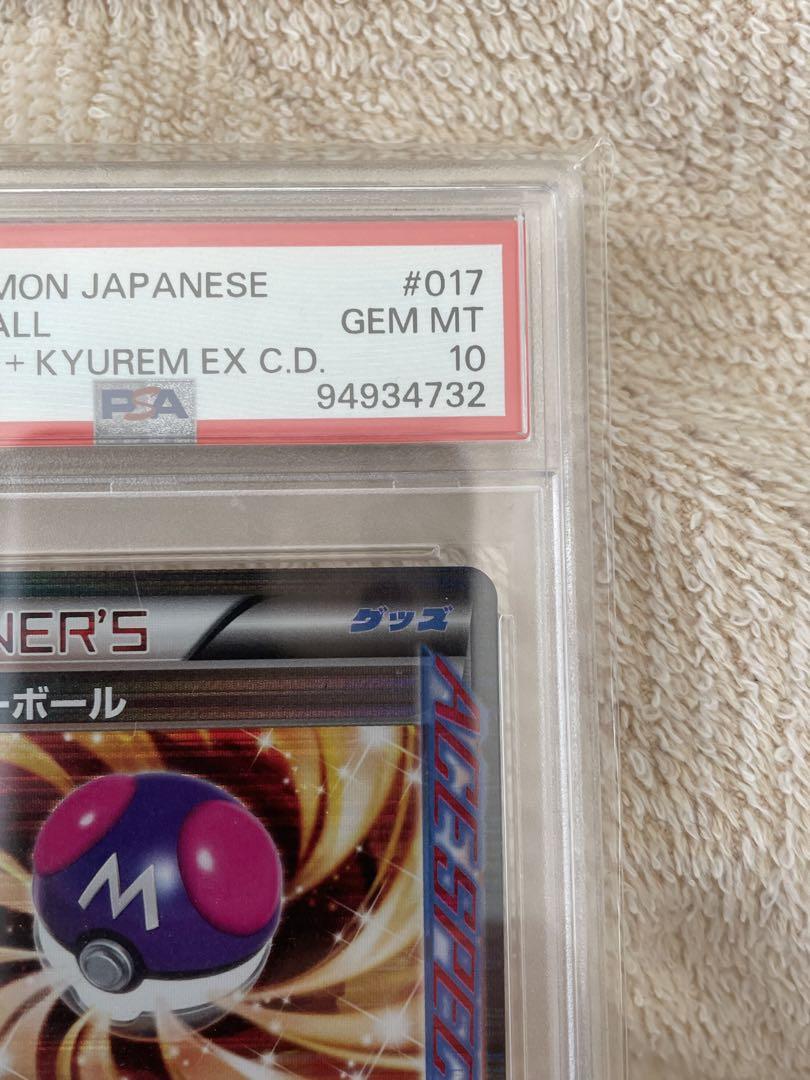 MON JAPANESE #017
ALL GEM MT
+ KYUREM EX C.D. 10
PSA 94934732
NER'S グッズ
ーボール
ACE SPEC
M